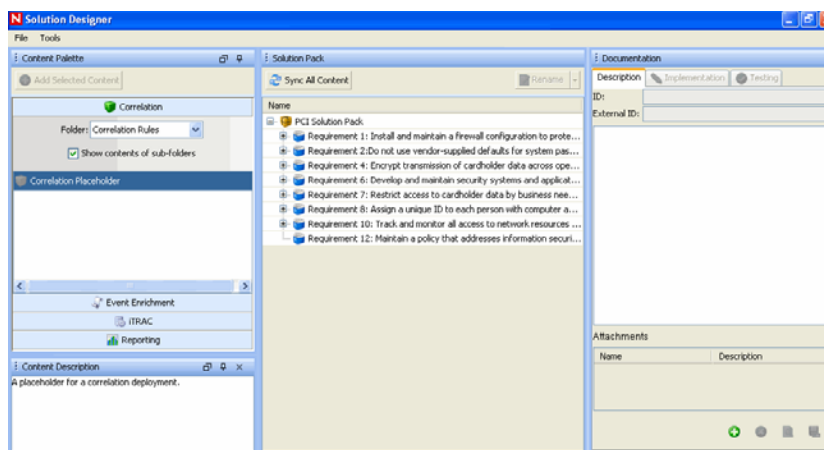 Solution Designer
File Tools
Content Palette
Add Selected Content
Correlation
Folder: Correlation Rules
Show contents of sub-folders
Correlation Placeholder
Event Enrichment
iTRAC
Reporting
Content Description
A placeholder for a correlation deployment.
Solution Pack
Sync All Content
Rename
Name
PCI Solution Pack
Requirement 1: Install and maintain a firewall configuration to prote...
Requirement 2:Do not use vendor-supplied defaults for system pas...
Requirement 4: Encrypt transmission of cardholder data across ope...
Requirement 6: Develop and maintain security systems and applicat...
Requirement 7: Restrict access to cardholder data by business nee...
Requirement 8: Assign a unique ID to each person with computer a...
Requirement 10: Track and monitor all access to network resources ...
Requirement 12: Maintain a policy that addresses information securi...
Documentation
Description Implementation Testing
ID:
External ID:
Attachments
Name Description